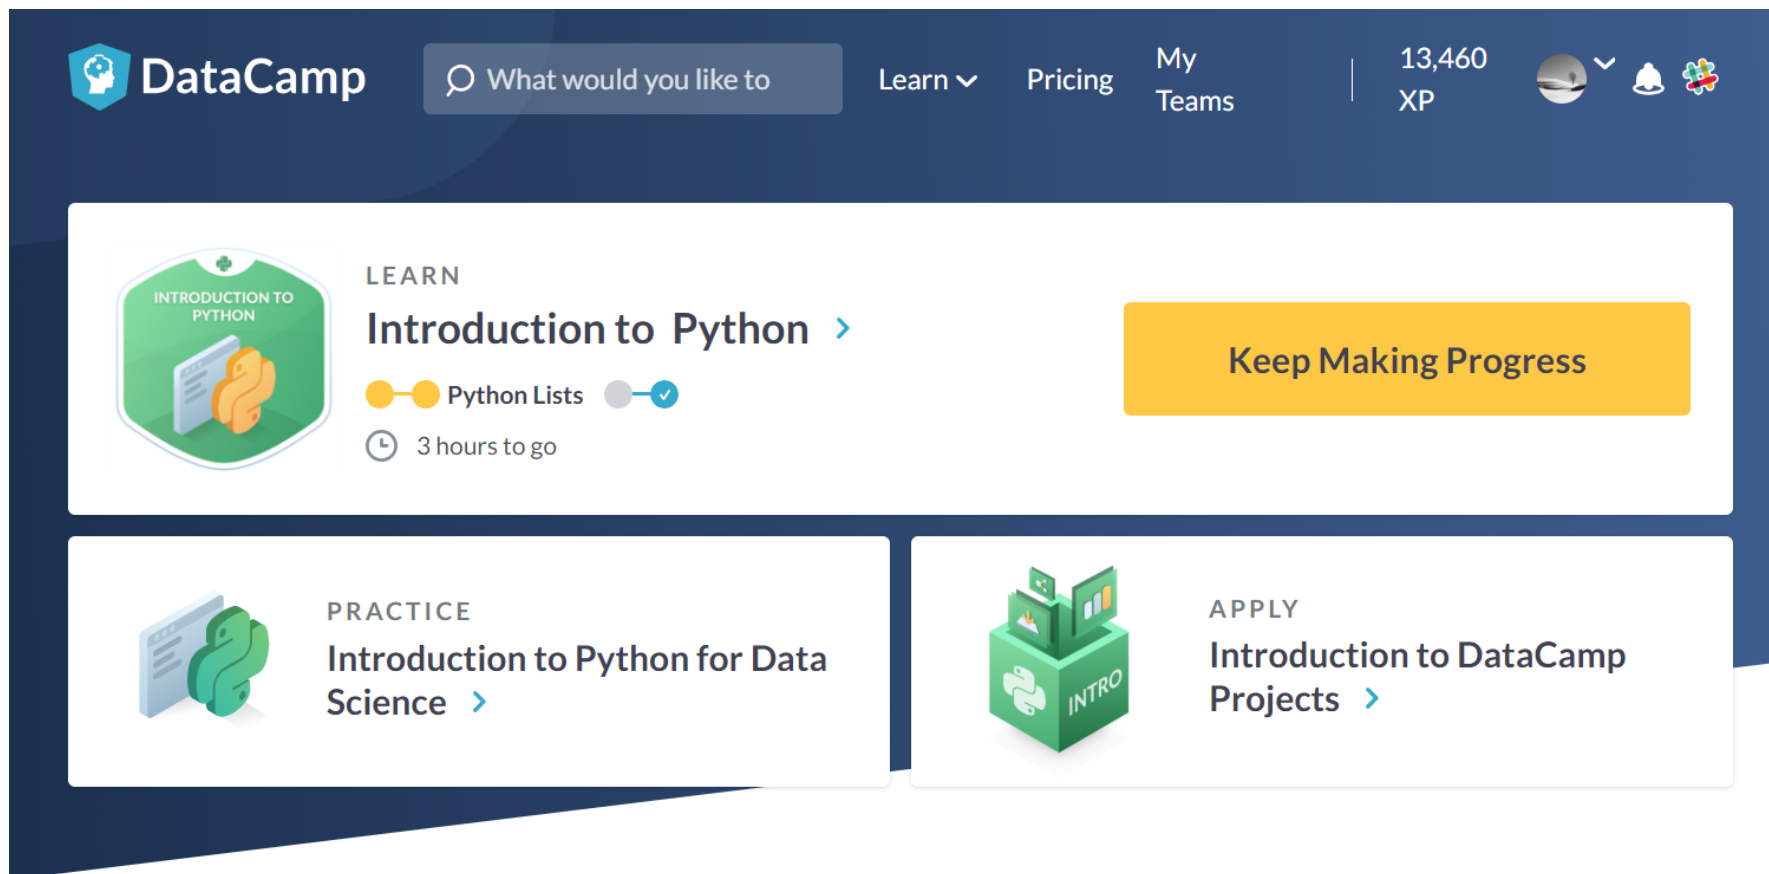 DataCamp
What would you like to
Learn
Pricing
My
Teams
13,460
XP
INTRODUCTION TO
PYTHON
LEARN
Introduction to Python
Python Lists
3 hours to go
Keep Making Progress
PRACTICE
Introduction to Python for Data
Science
INTRO
APPLY
Introduction to DataCamp
Projects